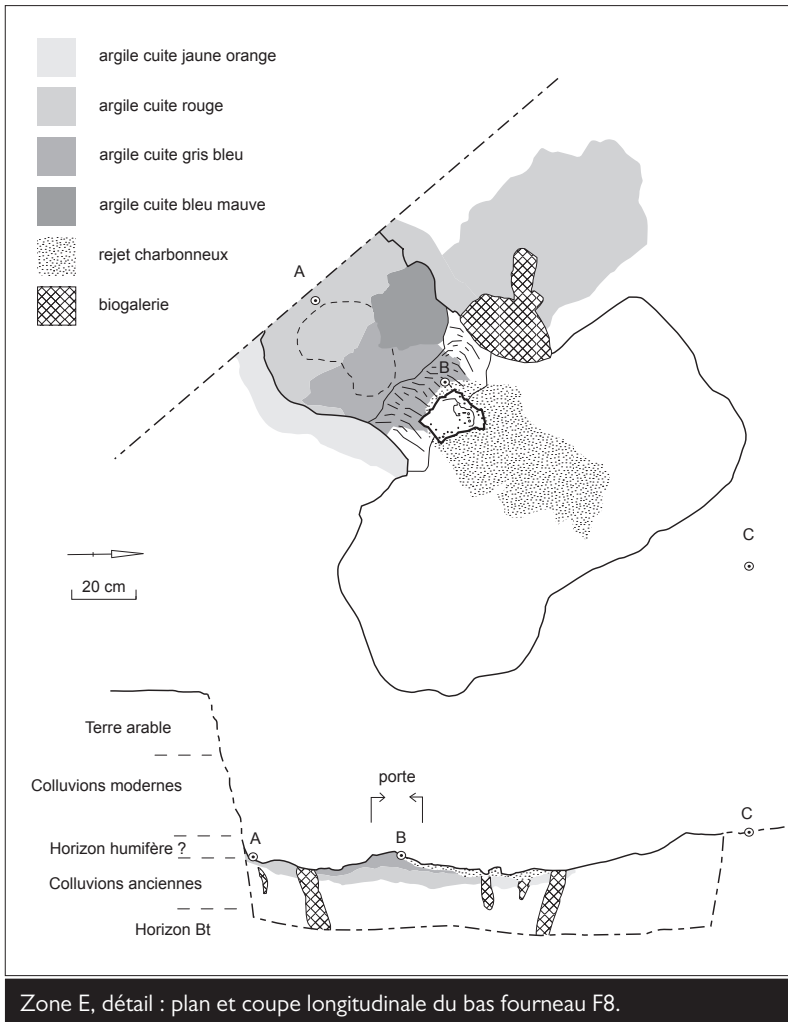 argile cuite jaune orange
argile cuite rouge
argile cuite gris bleu
argile cuite bleu mauve
rejet charbonneux
biogalerie
A
B
C
20 cm
Terre arable
Colluvions modernes
porte
Horizon humifère ?
A
B
C
Colluvions anciennes
Horizon Bt
Zone E, détail : plan et coupe longitudinale du bas fourneau F8.